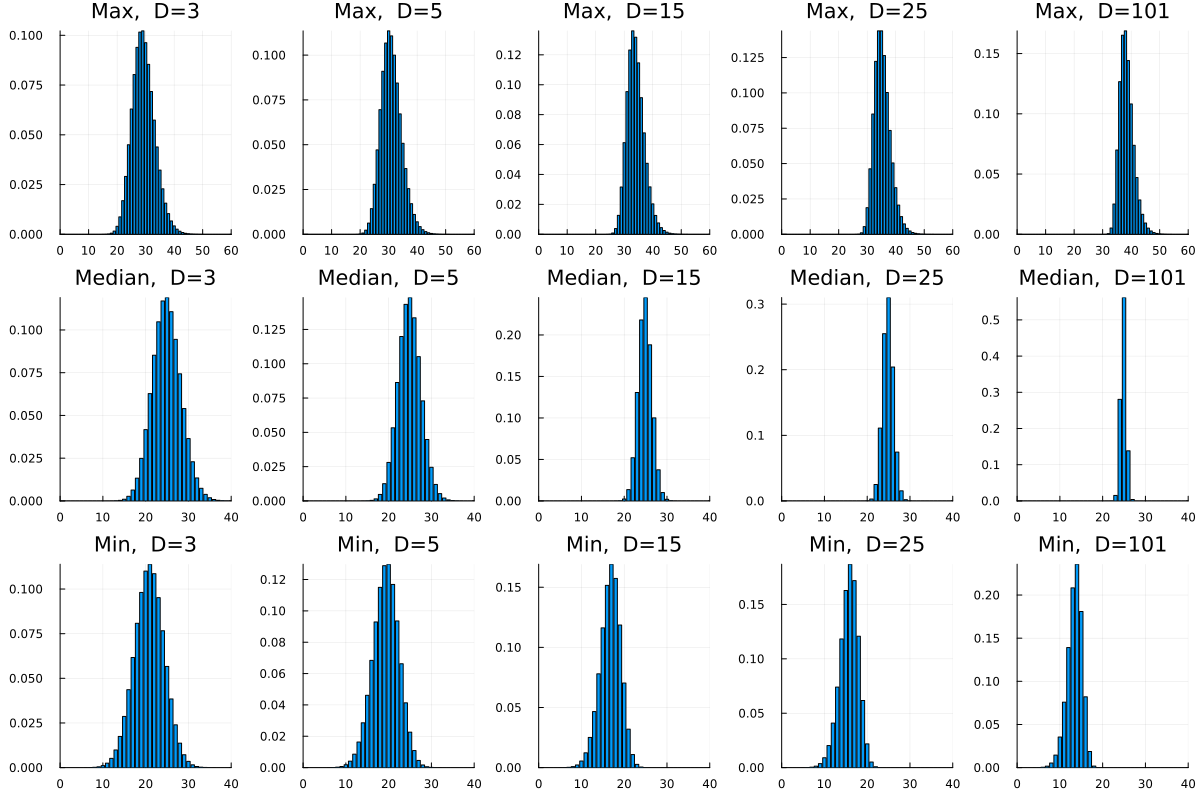 Max, D=3 Max, D=5 Max, D=15 Max, D=25 Max, D=101
0.100 0.100 0.12 0.125 0.15
0.075 0.075 0.10 0.100 0.10
0.050 0.050 0.08 0.075 0.05
0.025 0.025 0.06 0.050 0.00
0.000 0.000 0.04 0.025
0.02 0.000
0.00
0 10 20 30 40 50 60 0 10 20 30 40 50 60 0 10 20 30 40 50 60 0 10 20 30 40 50 60 0 10 20 30 40 50 60
Median, D=3 Median, D=5 Median, D=15 Median, D=25 Median, D=101
0.100 0.125 0.20 0.3 0.5
0.075 0.100 0.15 0.2 0.4
0.050 0.075 0.10 0.1 0.3
0.025 0.050 0.05 0.0 0.2
0.000 0.025 0.00 0.1
0.000 0.0
0 10 20 30 40 0 10 20 30 40 0 10 20 30 40 0 10 20 30 40 0 10 20 30 40
Min, D=3 Min, D=5 Min, D=15 Min, D=25 Min, D=101
0.100 0.12 0.15 0.15 0.20
0.075 0.10 0.10 0.10 0.15
0.050 0.08 0.05 0.05 0.10
0.025 0.06 0.00 0.00 0.05
0.000 0.04 0.00
0.02
0.00
0 10 20 30 40 0 10 20 30 40 0 10 20 30 40 0 10 20 30 40 0 10 20 30 40